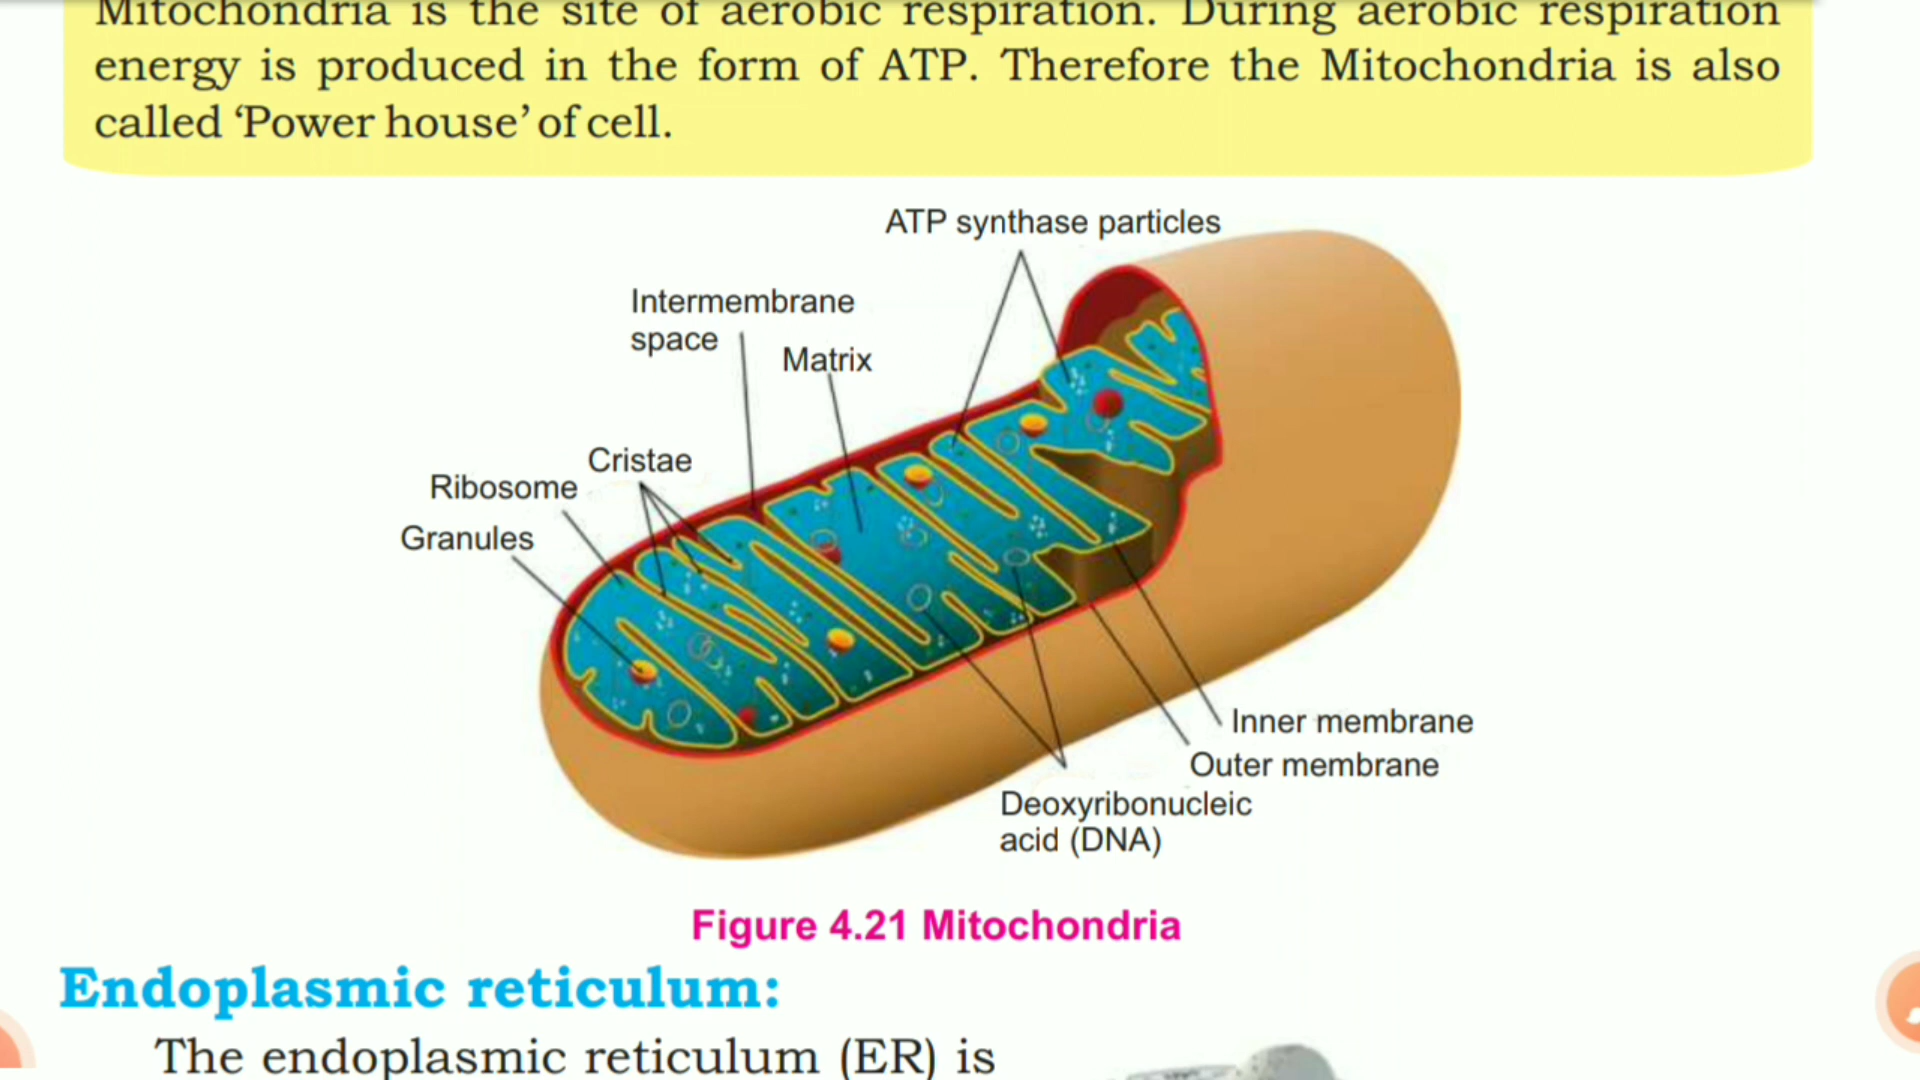 Mitochondria is the site of aerobic respiration. During aerobic respiration
energy is produced in the form of ATP. Therefore the Mitochondria is also
called ‘Power house’ of cell.
ATP synthase particles
Intermembrane
space
Matrix
Cristae
Ribosome
Granules
Inner membrane
Outer membrane
Deoxyribonucleic
acid (DNA)
Figure 4.21 Mitochondria
Endoplasmic reticulum:
The endoplasmic reticulum (ER) is